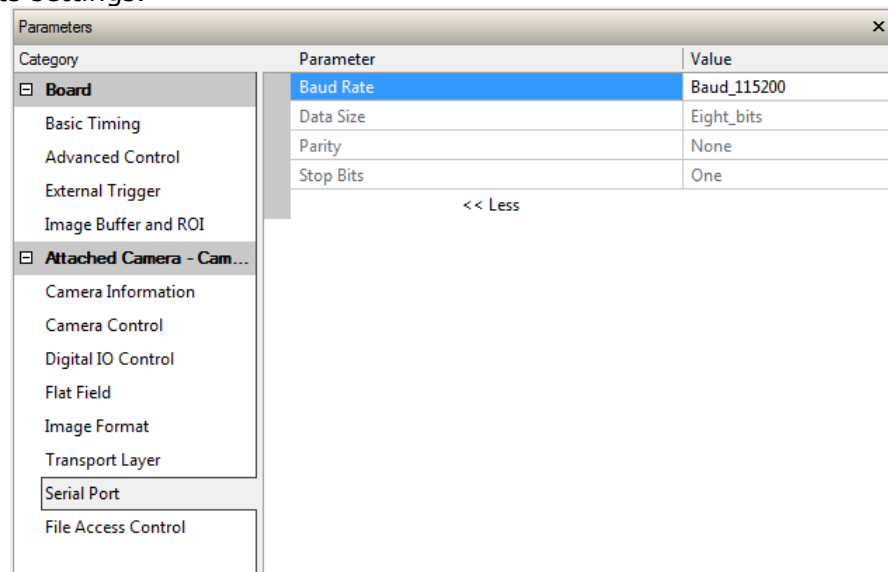 settings.
Parameters
Category Parameter Value
Board Baud Rate Baud_115200
Basic Timing Data Size Eight_bits
Advanced Control Parity None
External Trigger Stop Bits One
Image Buffer and ROI << Less
Attached Camera - Cam...
Camera Information
Camera Control
Digital IO Control
Flat Field
Image Format
Transport Layer
Serial Port
File Access Control